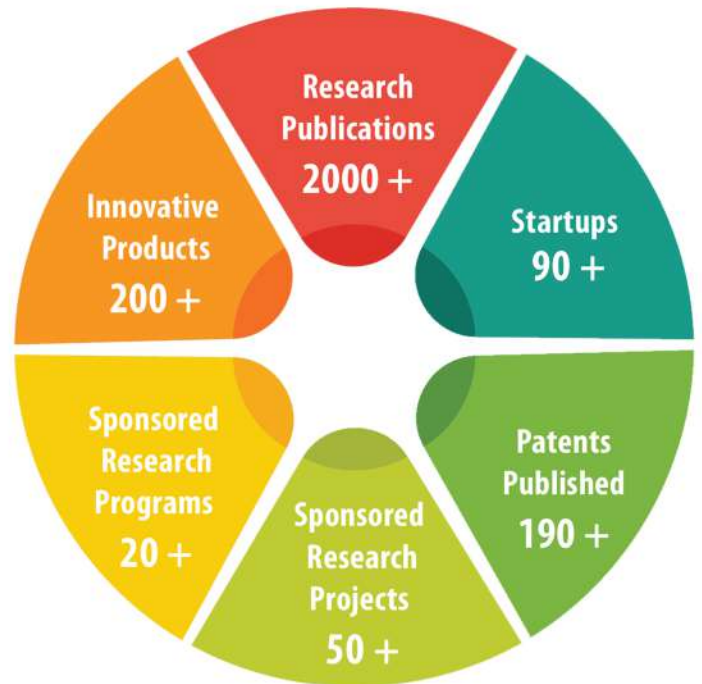 Research
Publications
2000 +
Startups
90 +
Patents
Published
190 +
Sponsored
Research
Projects
50 +
Sponsored
Research
Programs
20 +
Innovative
Products
200 +